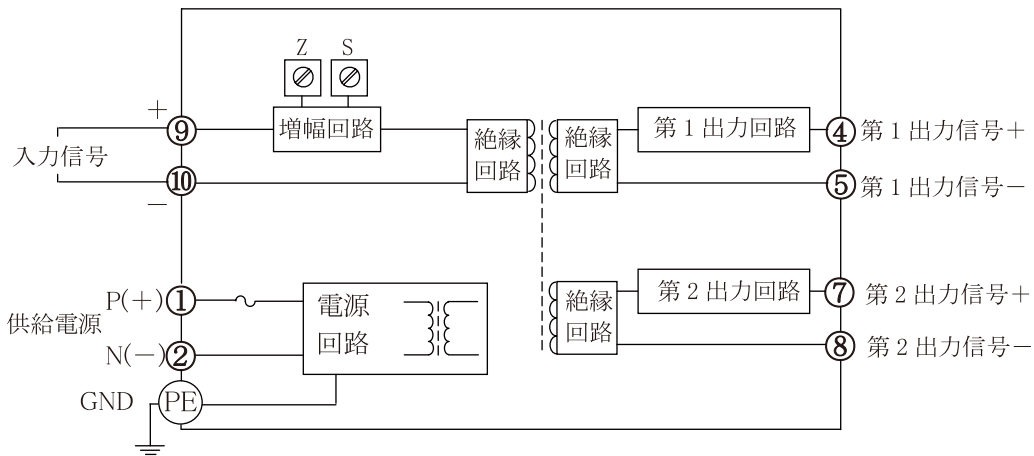 Z S
+
⑨
増幅回路
入力信号
⑩
−
絶縁
回路
絶縁
回路
第1出力回路
④ 第1出力信号+
⑤ 第1出力信号−
P(+) ①
供給電源
N(−) ②
GND PE
電源
回路
絶縁
回路
第2出力回路
⑦ 第2出力信号+
⑧ 第2出力信号−